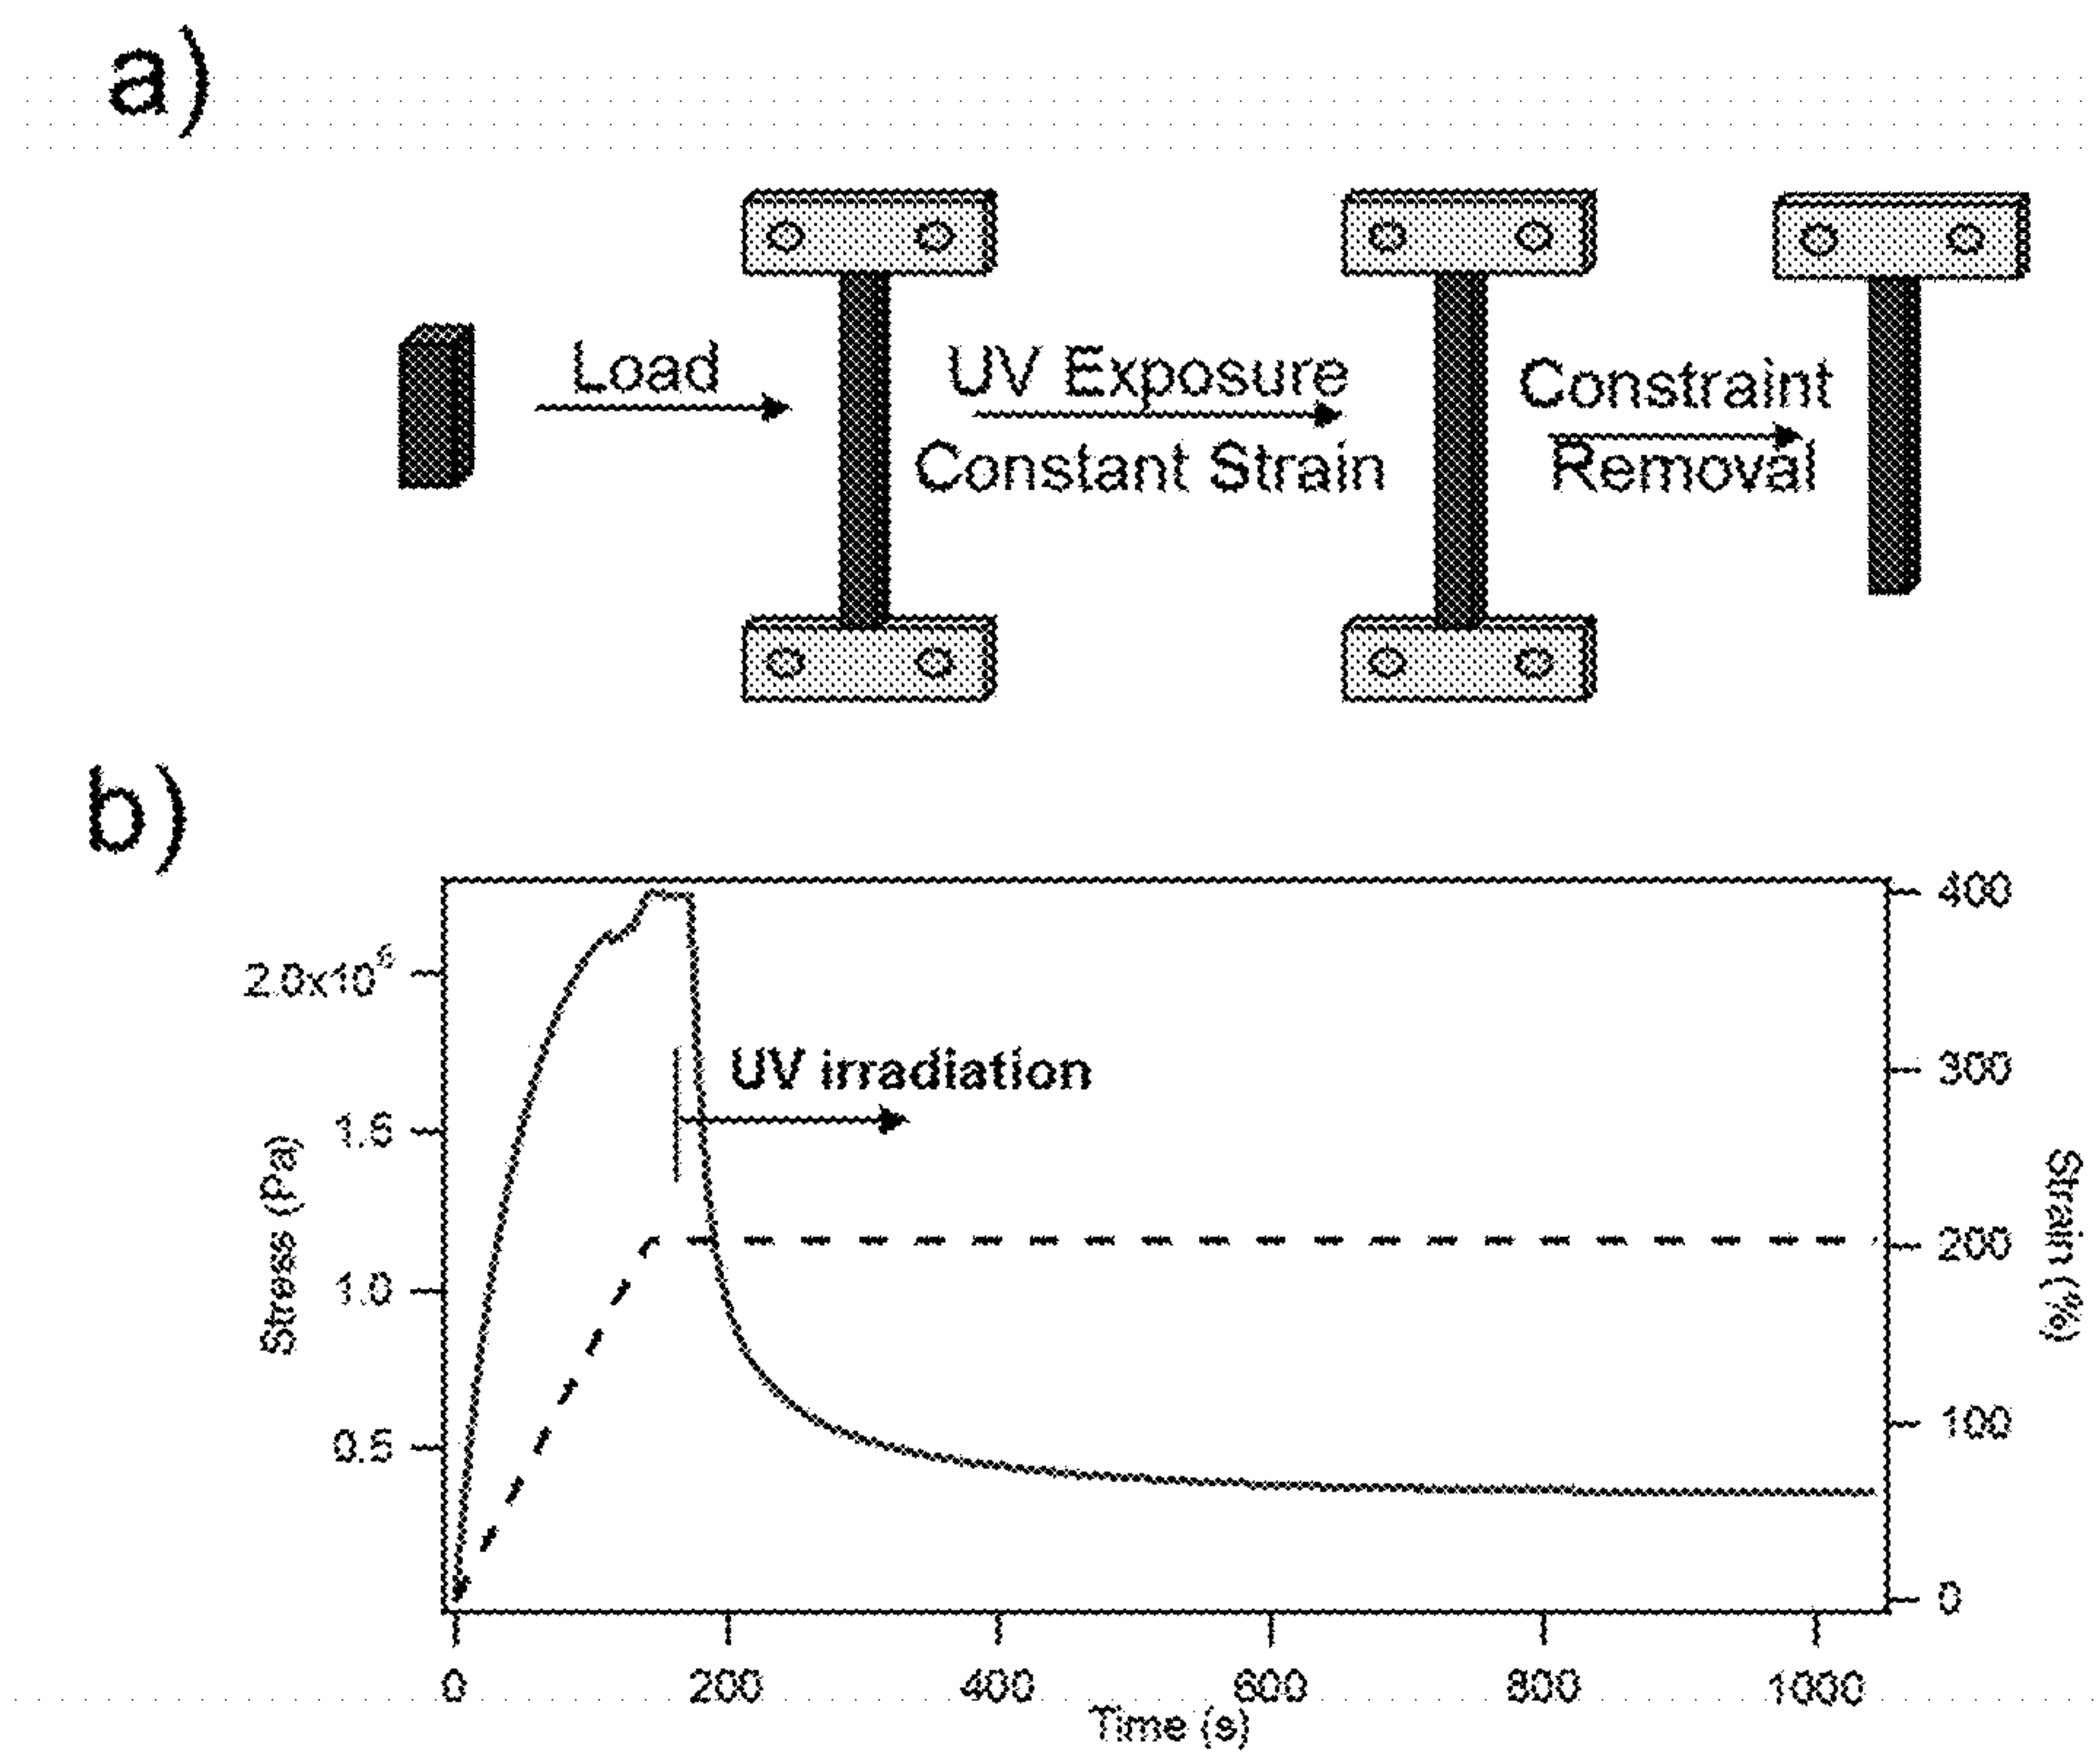 a)
Load
UV Exposure
Constant Strain
Constraint
Removal
b)
400
2.0x10⁶
300
UV irradiation
1.5
200
1.0
100
0.5
0
Stress (Pa)
Strain (%)
0 200 400 600 800 1000
Time (s)